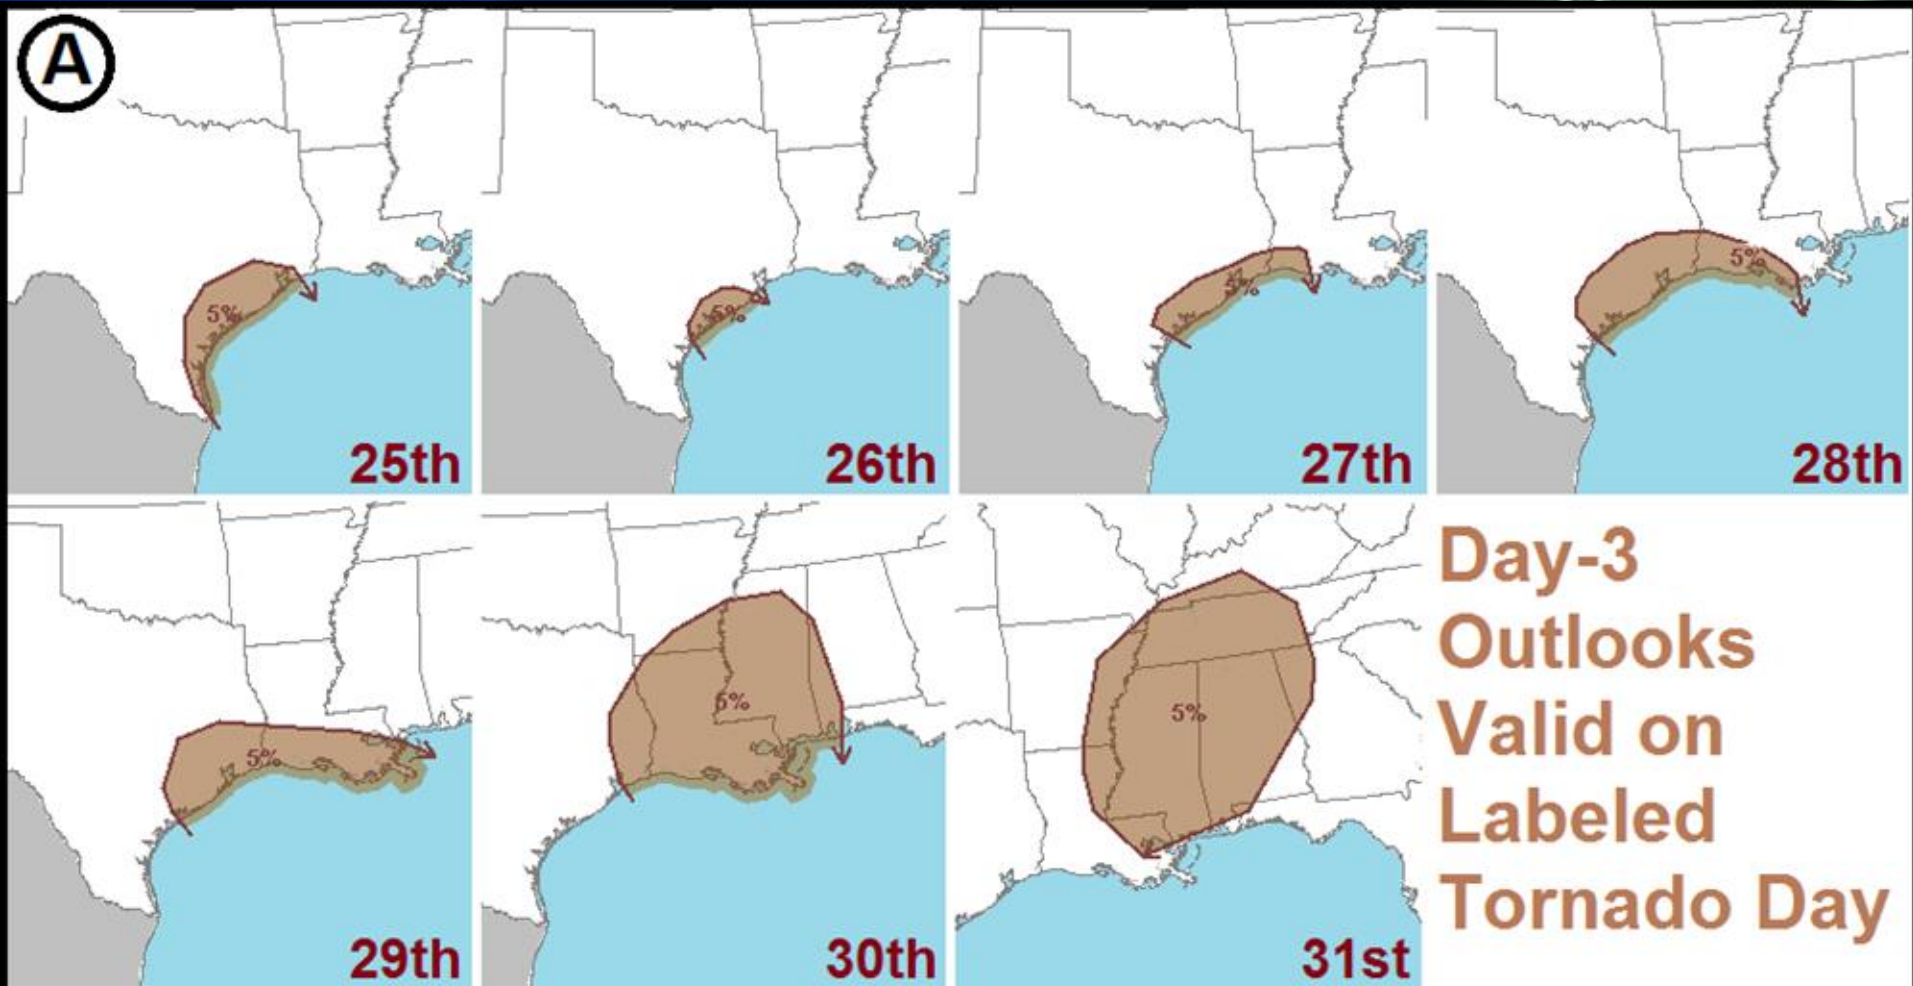 A
5%
25th
5%
26th
5%
27th
5%
28th
5%
29th
5%
30th
5%
31st
Day-3
Outlooks
Valid on
Labeled
Tornado Day